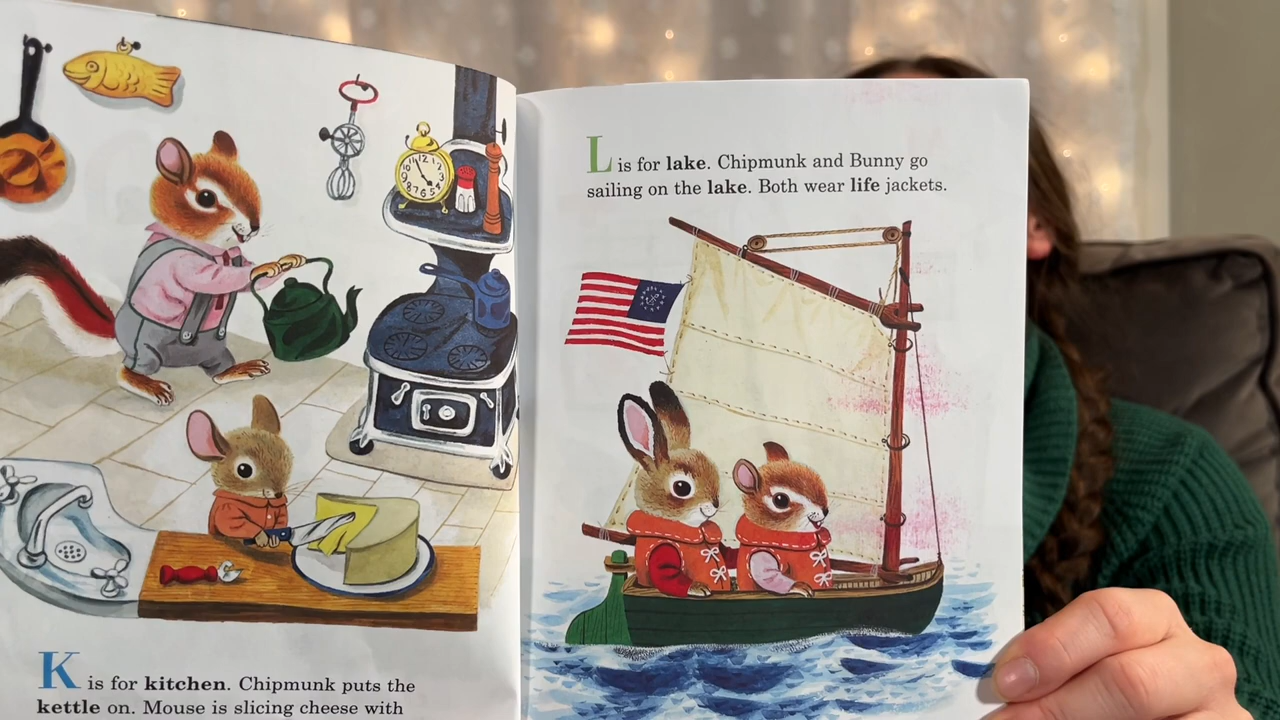 K is for kitchen. Chipmunk puts the
kettle on. Mouse is slicing cheese with
L is for lake. Chipmunk and Bunny go
sailing on the lake. Both wear life jackets.